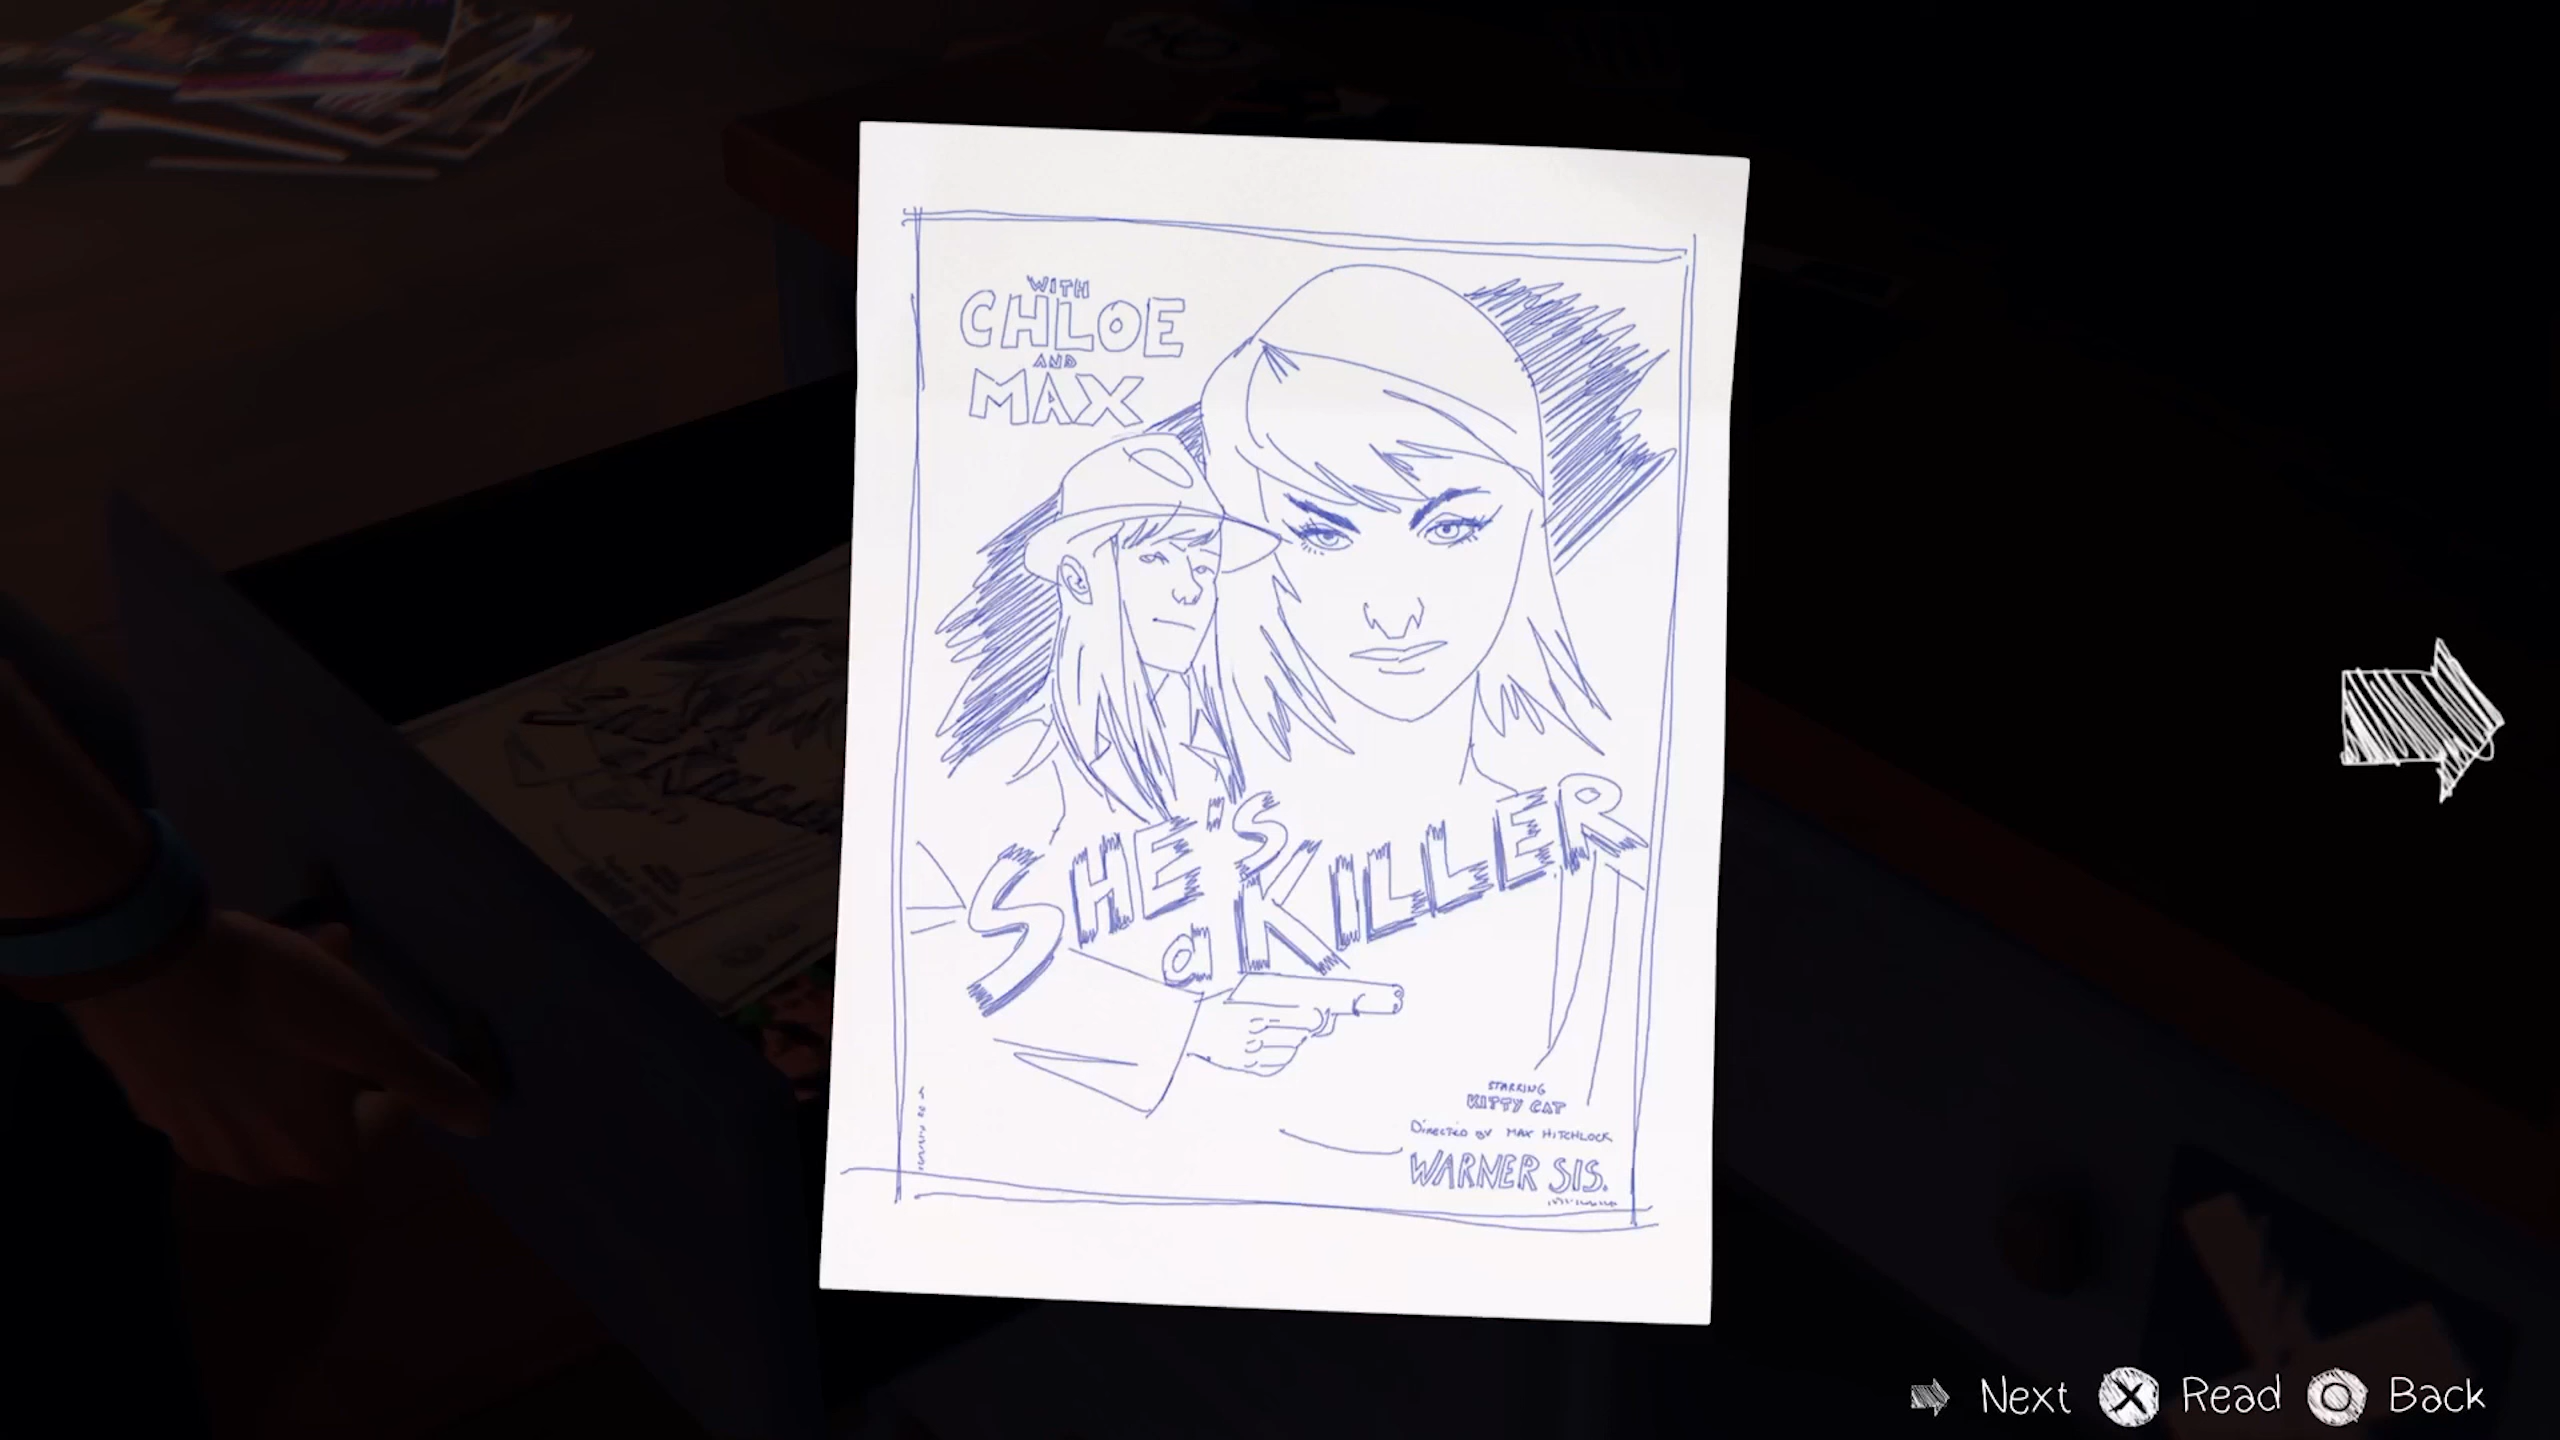 WITH
CHLOE
AND
MAX
SHE'S
a KILLER
STARRING
KITTY CAT
DIRECTED BY MAX HITCHLOCK
WARNER SIS.
Next
Read
Back